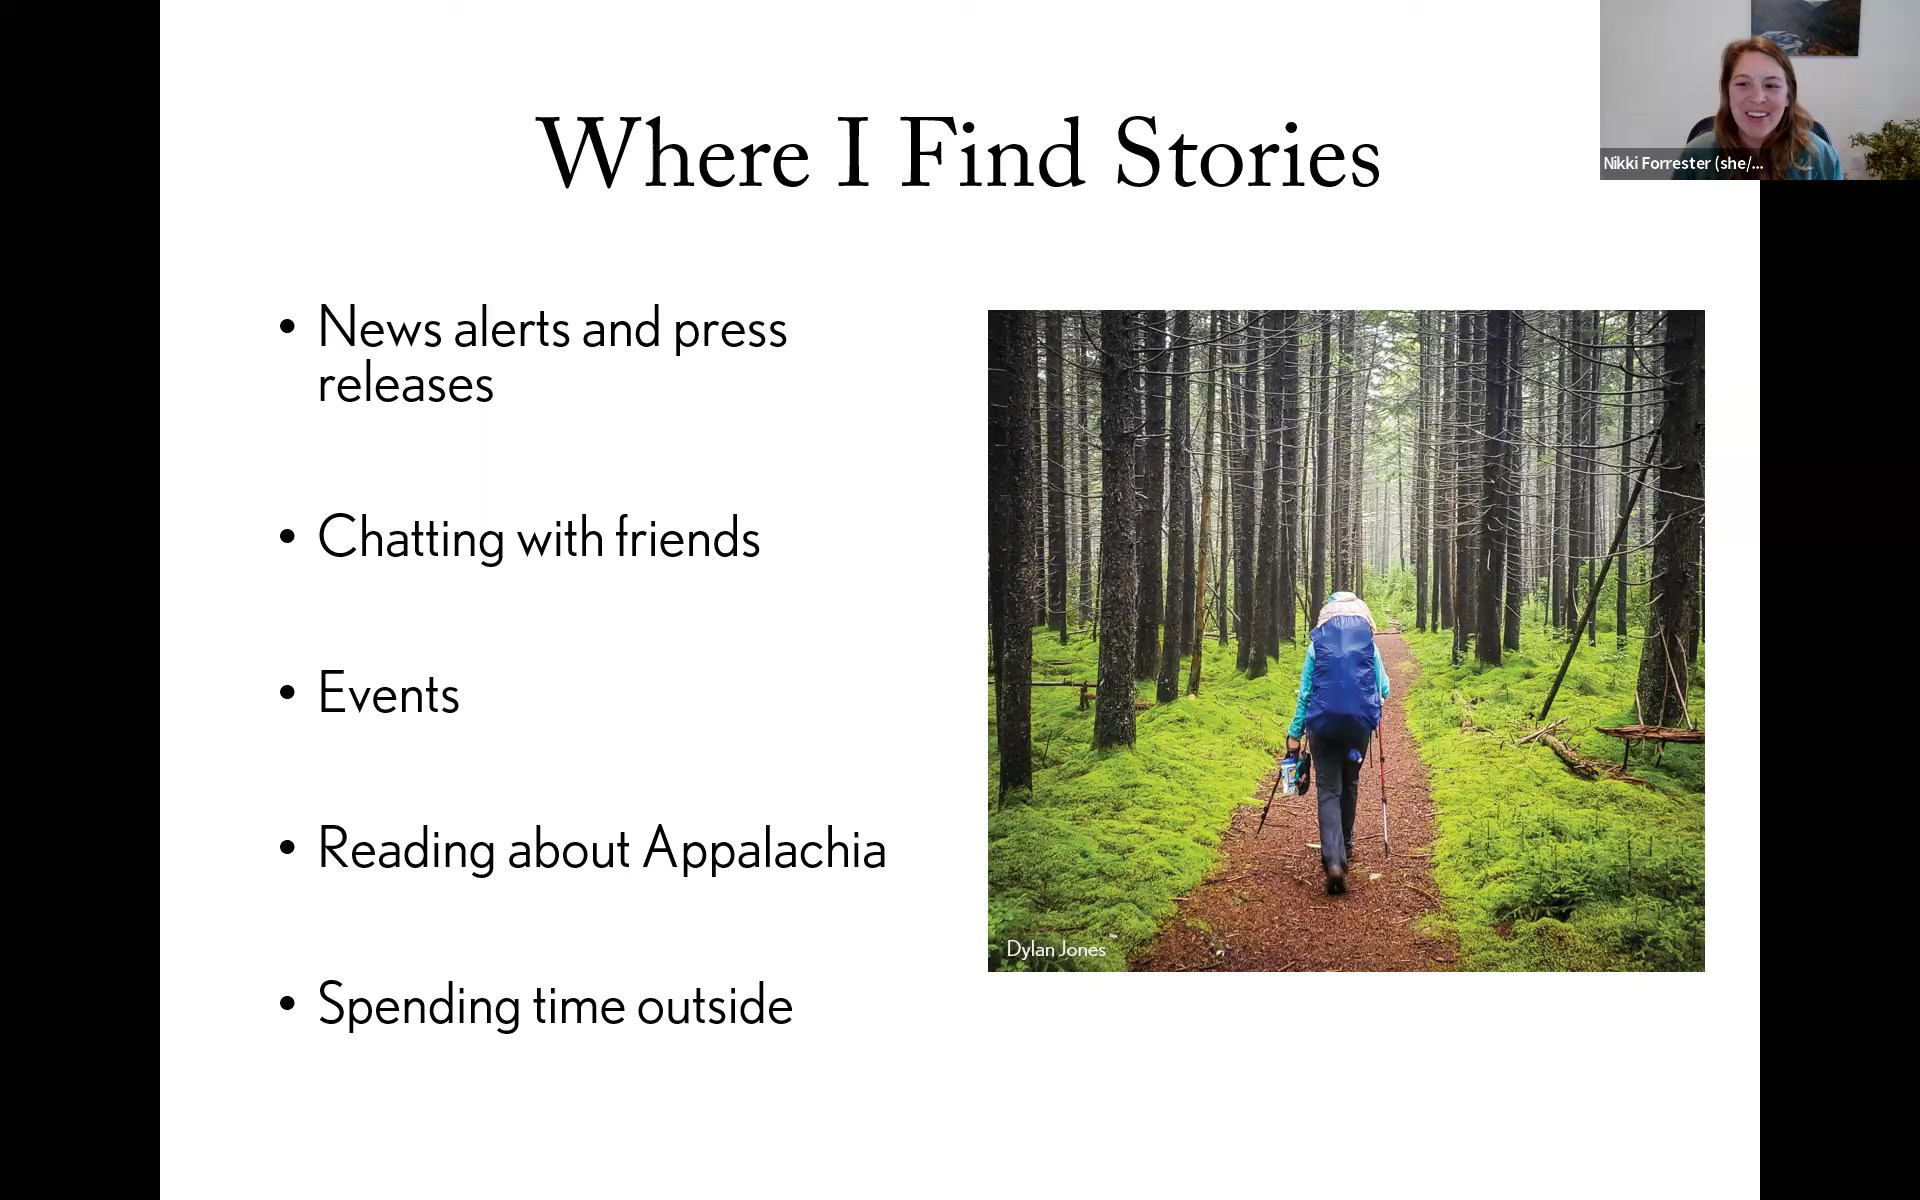 Where I Find Stories
Nikki Forrester (she/...
• News alerts and press
releases
• Chatting with friends
• Events
• Reading about Appalachia
• Spending time outside
Dylan Jones